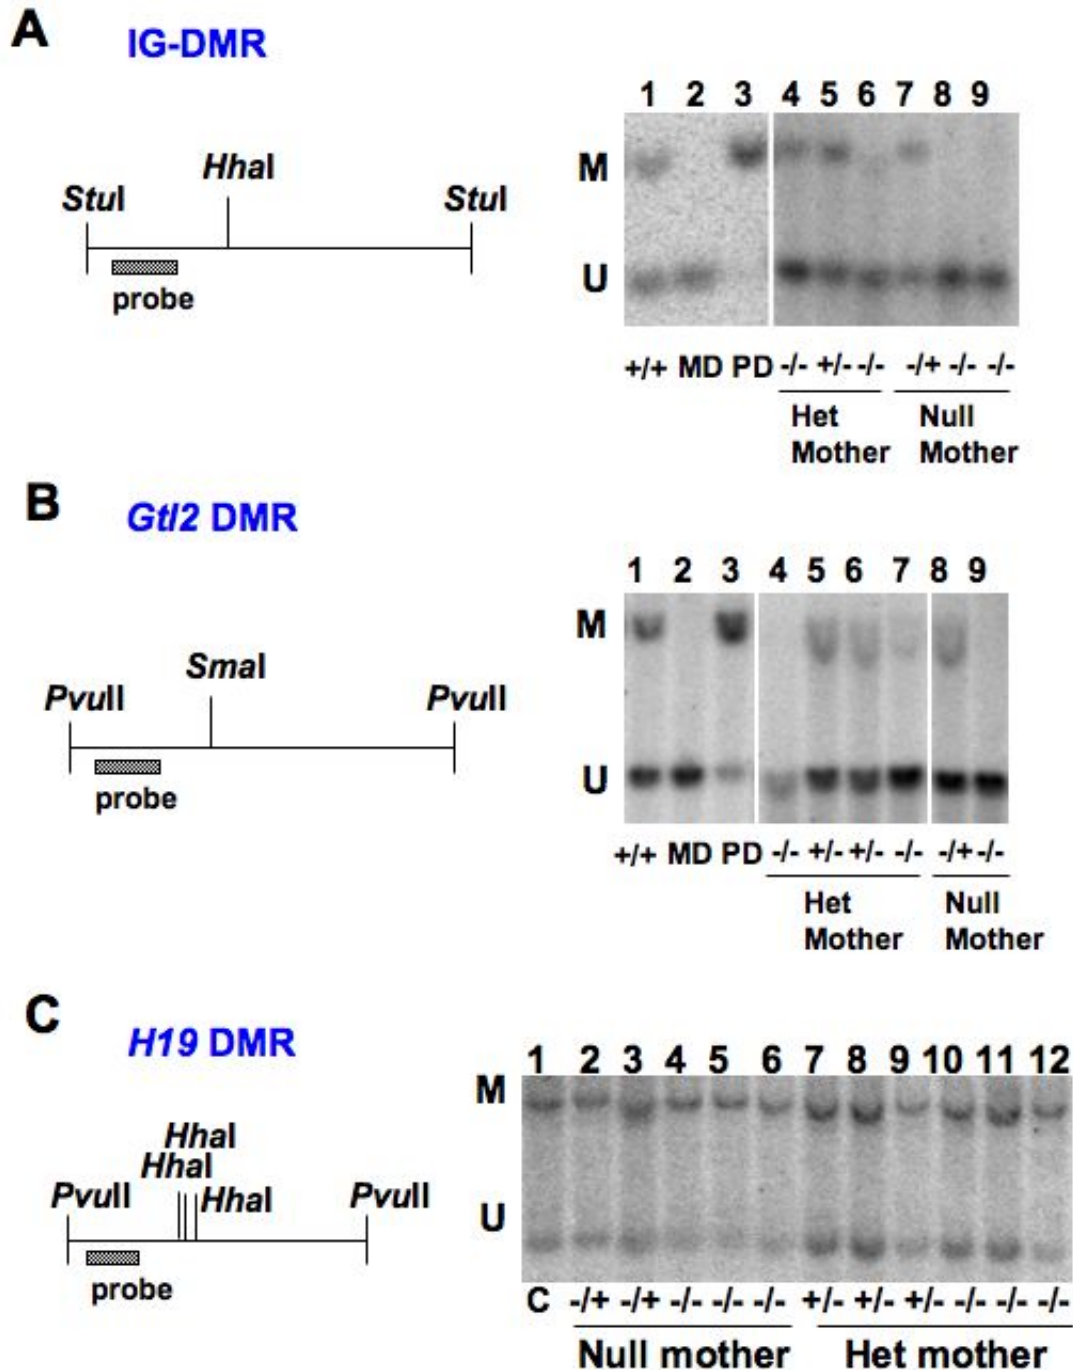 A
IG-DMR
HhaI
StuI StuI
probe
1 2 3 4 5 6 7 8 9
M
U
+/+ MD PD -/- +/- -/- -/+ -/- -/-
Het Mother
Null Mother
B
Gtl2 DMR
SmaI
PvuII PvuII
probe
1 2 3 4 5 6 7 8 9
M
U
+/+ MD PD -/- +/- +/- -/- -/+ -/-
Het Mother
Null Mother
C
H19 DMR
HhaI
HhaI
PvuII HhaI PvuII
probe
1 2 3 4 5 6 7 8 9 10 11 12
M
U
C -/+ -/+ -/- -/- -/- +/- +/- +/- -/- -/- -/-
Null mother Het mother